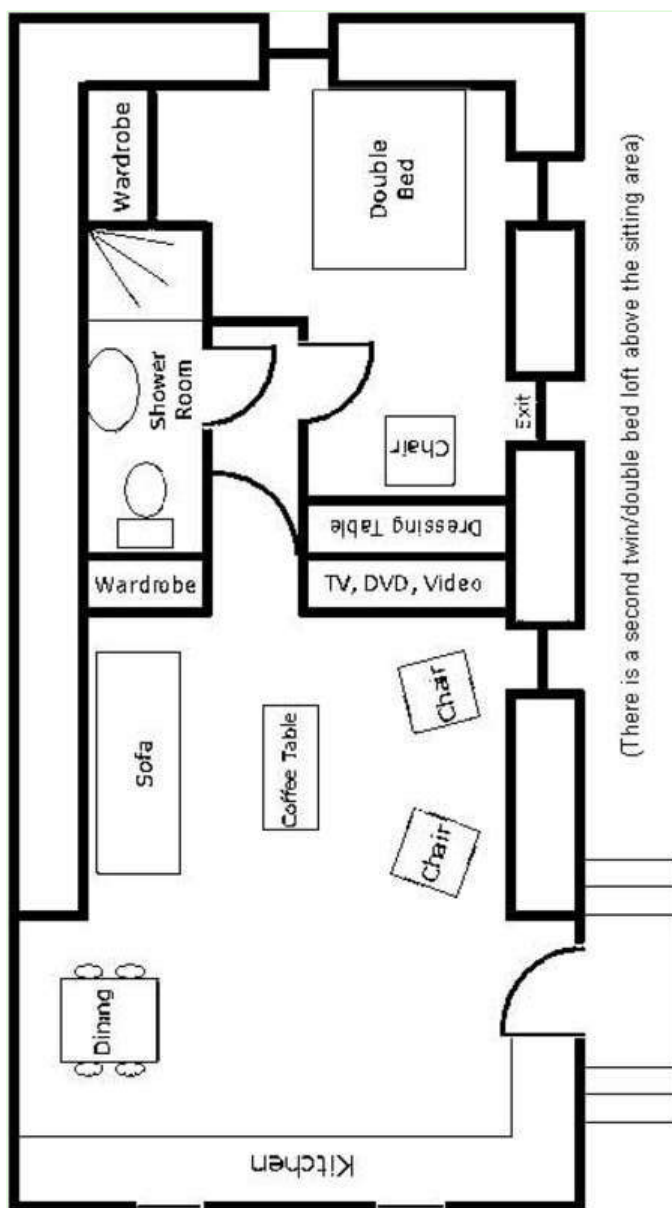 Wardrobe
Double
Bed
Shower
Room
Exit
Chair
Dressing Table
Wardrobe
TV, DVD, Video
Sofa
Coffee Table
Chair
Chair
Dining
Kitchen
(There is a second twin/double bed loft above the sitting area)